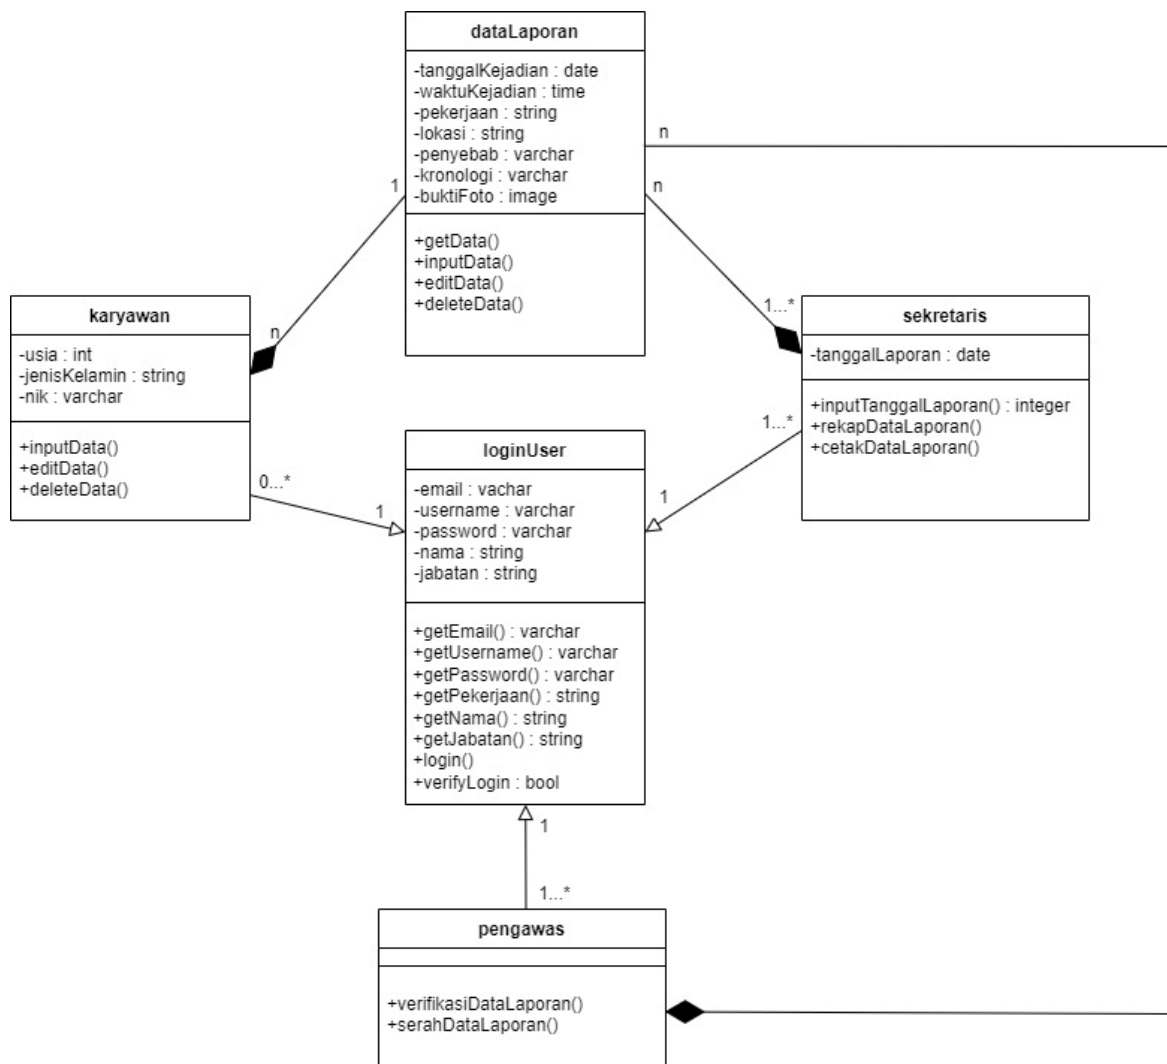 dataLaporan
-tanggalKejadian : date
-waktuKejadian : time
-pekerjaan : string
-lokasi : string
-penyebab : varchar
-kronologi : varchar
-buktiFoto : image
+getData()
+inputData()
+editData()
+deleteData()
n
n
1
n
1...*
karyawan
-usia : int
-jenisKelamin : string
-nik : varchar
+inputData()
+editData()
+deleteData()
sekretaris
-tanggalLaporan : date
+inputTanggalLaporan() : integer
+rekapDataLaporan()
+cetakDataLaporan()
0...*
1
1...*
1
loginUser
-email : vachar
-username : varchar
-password : varchar
-nama : string
-jabatan : string
+getEmail() : varchar
+getUsername() : varchar
+getPassword() : varchar
+getPekerjaan() : string
+getNama() : string
+getJabatan() : string
+login()
+verifyLogin : bool
1
1...*
pengawas
+verifikasiDataLaporan()
+serahDataLaporan()